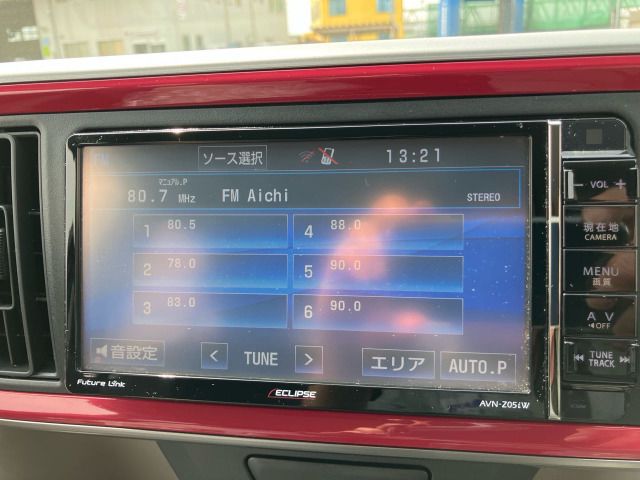 ソース選択 13:21
マニュアル.P
80.7 MHz FM Aichi STEREO
1 80.5 4 88.0
2 78.0 5 90.0
3 83.0 6 90.0
音設定 < TUNE > エリア AUTO.P
Future Link ECLIPSE AVN-Z05iW
− VOL +
現在地
CAMERA
MENU
画質
A V
OFF
TUNE
TRACK